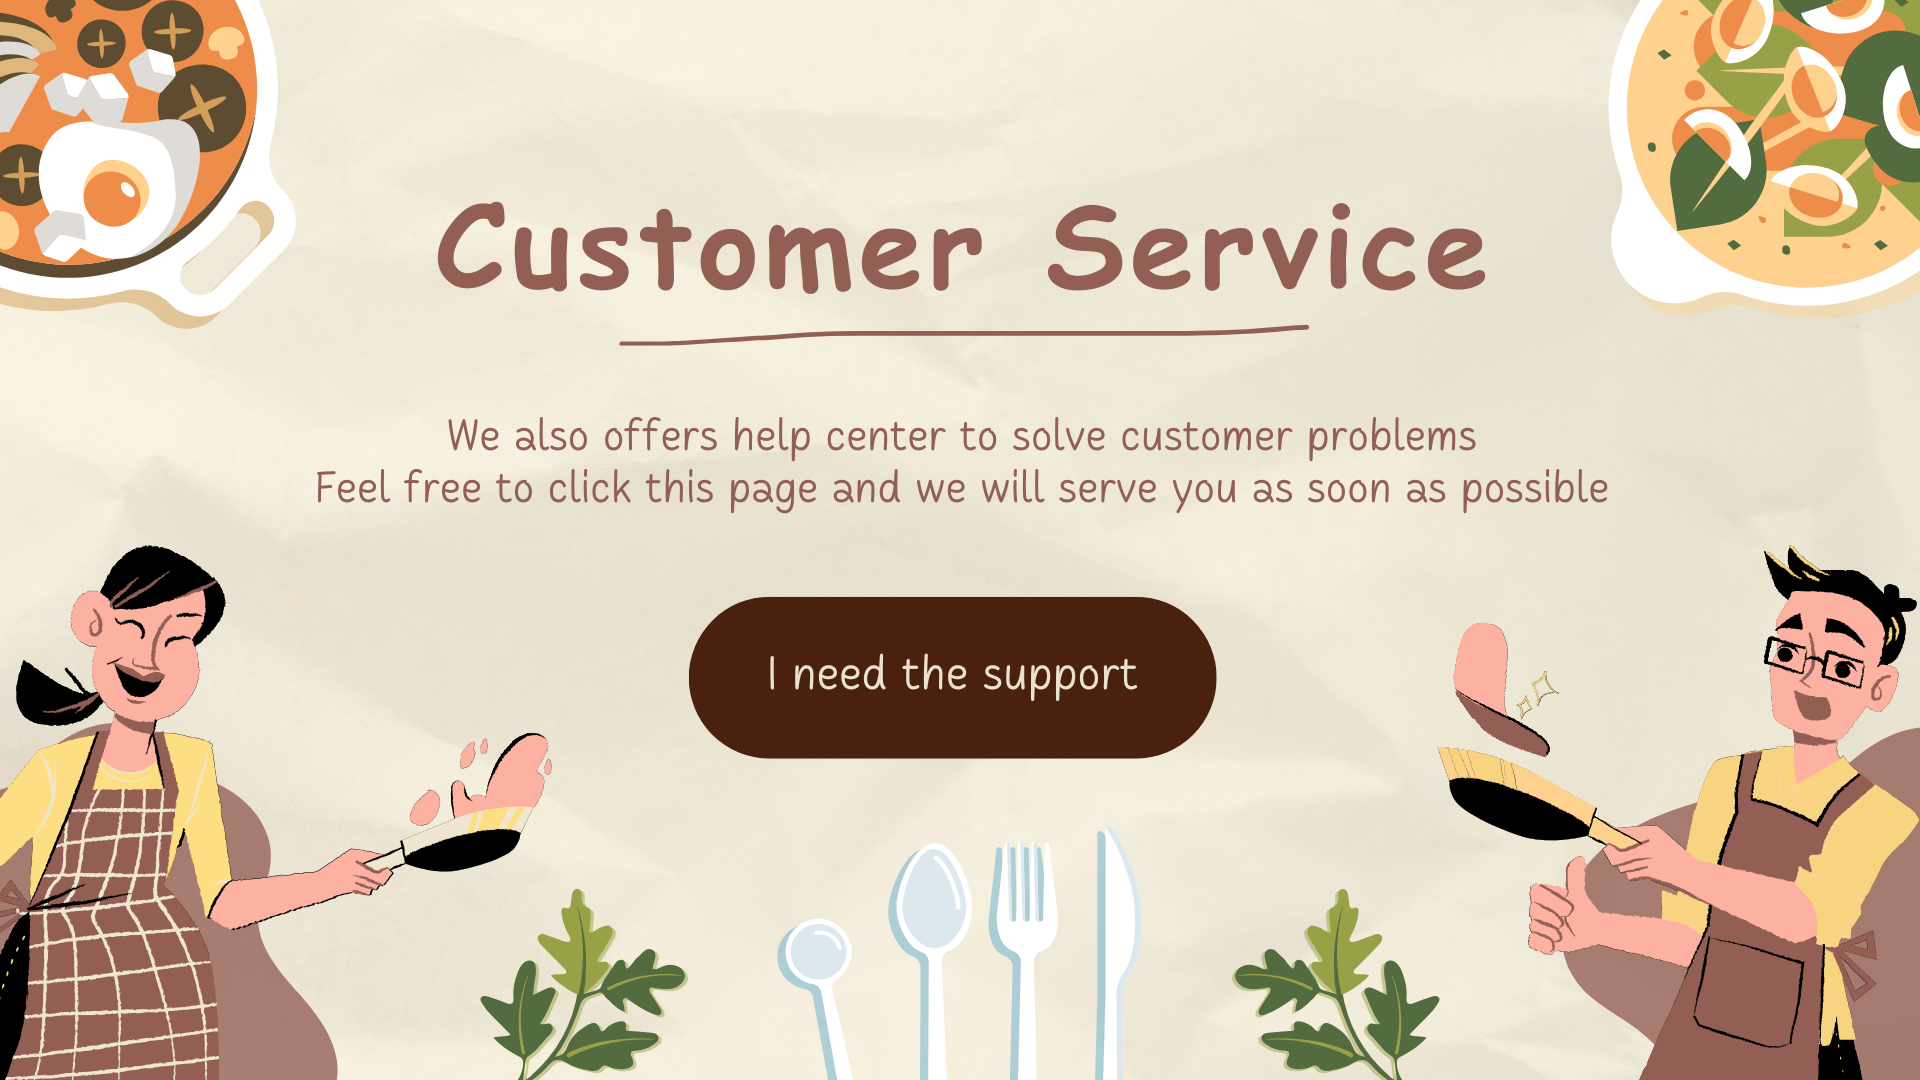 Customer Service
We also offers help center to solve customer problems
Feel free to click this page and we will serve you as soon as possible
I need the support